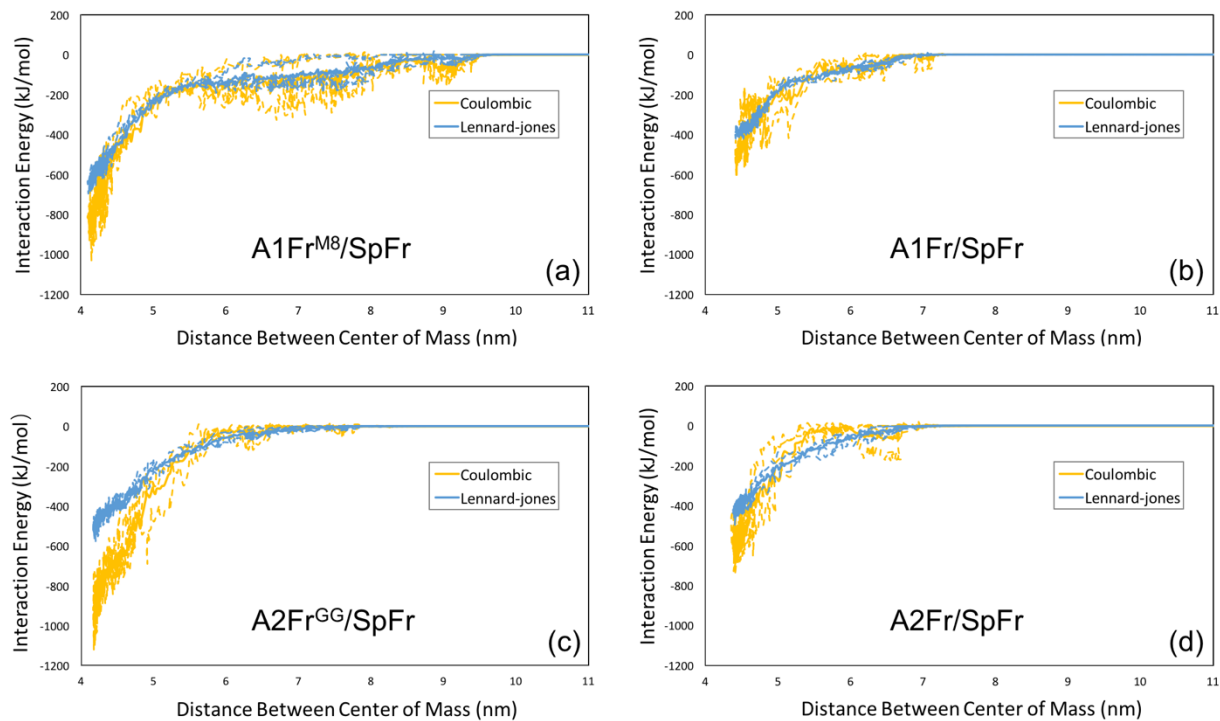 200
0
-200
-400
-600
-800
-1000
-1200
Interaction Energy (kJ/mol)
Coulombic
Lennard-jones
A1Fr^M8/SpFr
(a)
4 5 6 7 8 9 10 11
Distance Between Center of Mass (nm)
200
0
-200
-400
-600
-800
-1000
-1200
Interaction Energy (kJ/mol)
Coulombic
Lennard-jones
A1Fr/SpFr
(b)
4 5 6 7 8 9 10 11
Distance Between Center of Mass (nm)
200
0
-200
-400
-600
-800
-1000
-1200
Interaction Energy (kJ/mol)
Coulombic
Lennard-jones
A2Fr^GG/SpFr
(c)
4 5 6 7 8 9 10 11
Distance Between Center of Mass (nm)
200
0
-200
-400
-600
-800
-1000
-1200
Interaction Energy (kJ/mol)
Coulombic
Lennard-jones
A2Fr/SpFr
(d)
4 5 6 7 8 9 10 11
Distance Between Center of Mass (nm)